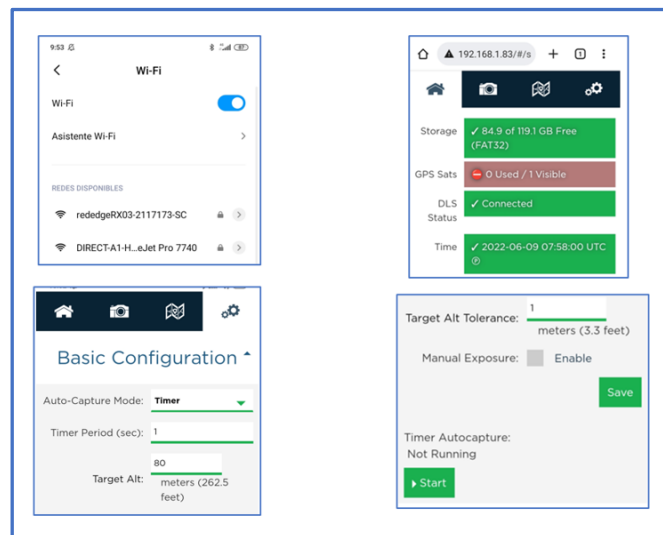 9:53
Wi-Fi
Wi-Fi
Asistente Wi-Fi
REDES DISPONIBLES
rededgeRX03-2117173-SC
DIRECT-A1-H...eJet Pro 7740
192.168.1.83/#/s
1
Storage
✓ 84.9 of 119.1 GB Free
(FAT32)
GPS Sats
0 Used / 1 Visible
DLS
Status
✓ Connected
Time
✓ 2022-06-09 07:58:00 UTC
Ⓟ
Basic Configuration
Auto-Capture Mode: Timer
Timer Period (sec): 1
Target Alt: 80
meters (262.5
feet)
Target Alt Tolerance: 1
meters (3.3 feet)
Manual Exposure: Enable
Save
Timer Autocapture:
Not Running
Start